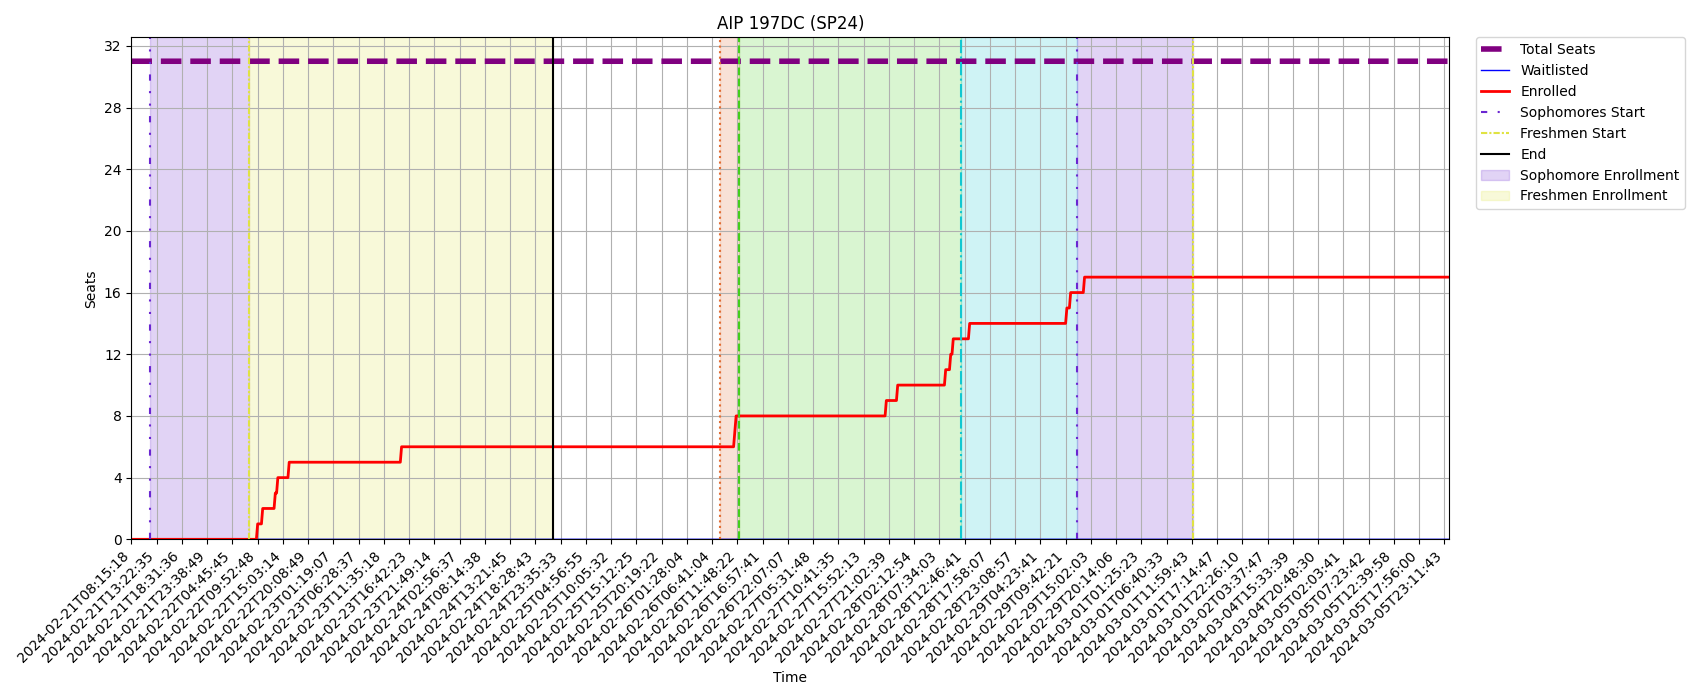 AIP 197DC (SP24)
Total Seats
Waitlisted
Enrolled
Sophomores Start
Freshmen Start
End
Sophomore Enrollment
Freshmen Enrollment
Seats
32
28
24
20
16
12
8
4
0
2024-02-21T08:15:18
2024-02-21T13:22:35
2024-02-21T18:31:36
2024-02-21T23:38:49
2024-02-22T04:45:45
2024-02-22T09:52:48
2024-02-22T15:03:14
2024-02-22T20:08:49
2024-02-23T01:19:07
2024-02-23T06:28:37
2024-02-23T11:35:18
2024-02-23T16:42:23
2024-02-23T21:49:14
2024-02-24T02:56:37
2024-02-24T08:14:38
2024-02-24T13:21:45
2024-02-24T18:28:43
2024-02-24T23:35:33
2024-02-25T04:56:55
2024-02-25T10:05:32
2024-02-25T15:12:25
2024-02-25T20:19:22
2024-02-26T01:28:04
2024-02-26T06:41:04
2024-02-26T11:48:22
2024-02-26T16:57:41
2024-02-26T22:07:07
2024-02-27T05:31:48
2024-02-27T10:41:35
2024-02-27T15:52:13
2024-02-27T21:02:39
2024-02-28T02:12:54
2024-02-28T07:34:03
2024-02-28T12:46:41
2024-02-28T17:58:07
2024-02-28T23:08:57
2024-02-29T04:23:41
2024-02-29T09:42:21
2024-02-29T15:02:03
2024-02-29T20:14:06
2024-03-01T01:25:23
2024-03-01T06:40:33
2024-03-01T11:59:43
2024-03-01T17:14:47
2024-03-01T22:26:10
2024-03-02T03:37:47
2024-03-04T15:33:39
2024-03-04T20:48:30
2024-03-05T02:03:41
2024-03-05T07:23:42
2024-03-05T12:39:58
2024-03-05T17:56:00
2024-03-05T23:11:43
Time